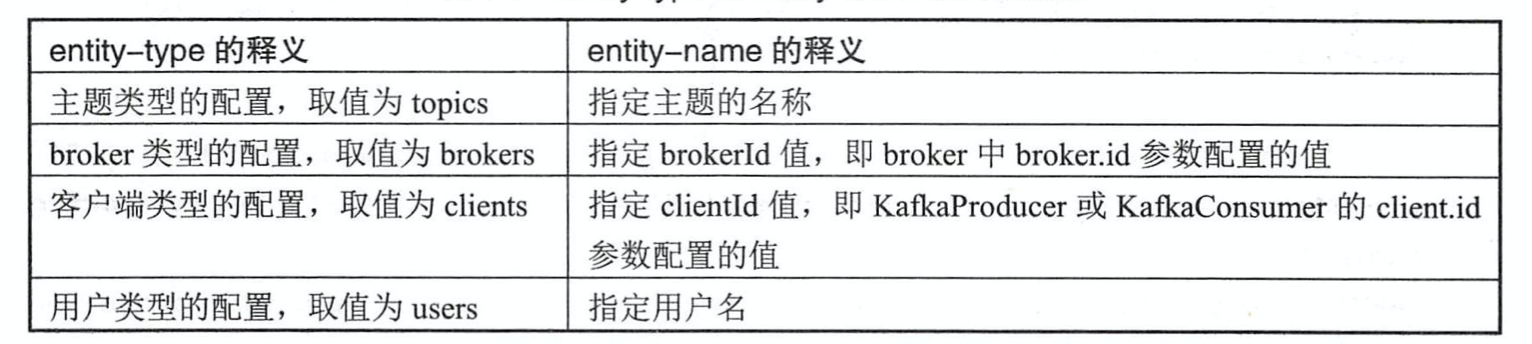 entity–type 的释义
entity–name 的释义
主题类型的配置，取值为 topics
指定主题的名称
broker 类型的配置，取值为 brokers
指定 brokerId 值，即 broker 中 broker.id 参数配置的值
客户端类型的配置，取值为 clients
指定 clientId 值，即 KafkaProducer 或 KafkaConsumer 的 client.id
参数配置的值
用户类型的配置，取值为 users
指定用户名